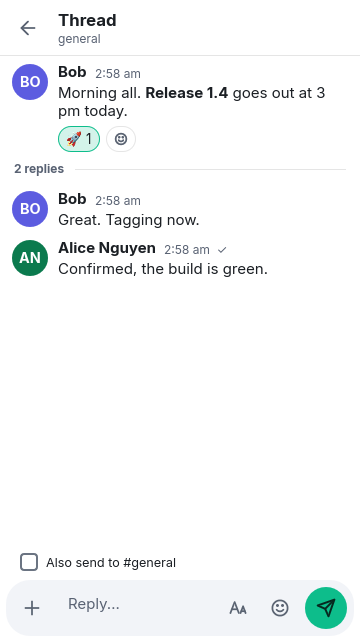 Thread
general
BO
Bob 2:58 am
Morning all. Release 1.4 goes out at 3
pm today.
🚀 1
2 replies
BO
Bob 2:58 am
Great. Tagging now.
AN
Alice Nguyen 2:58 am ✓
Confirmed, the build is green.
Also send to #general
Reply...
AA